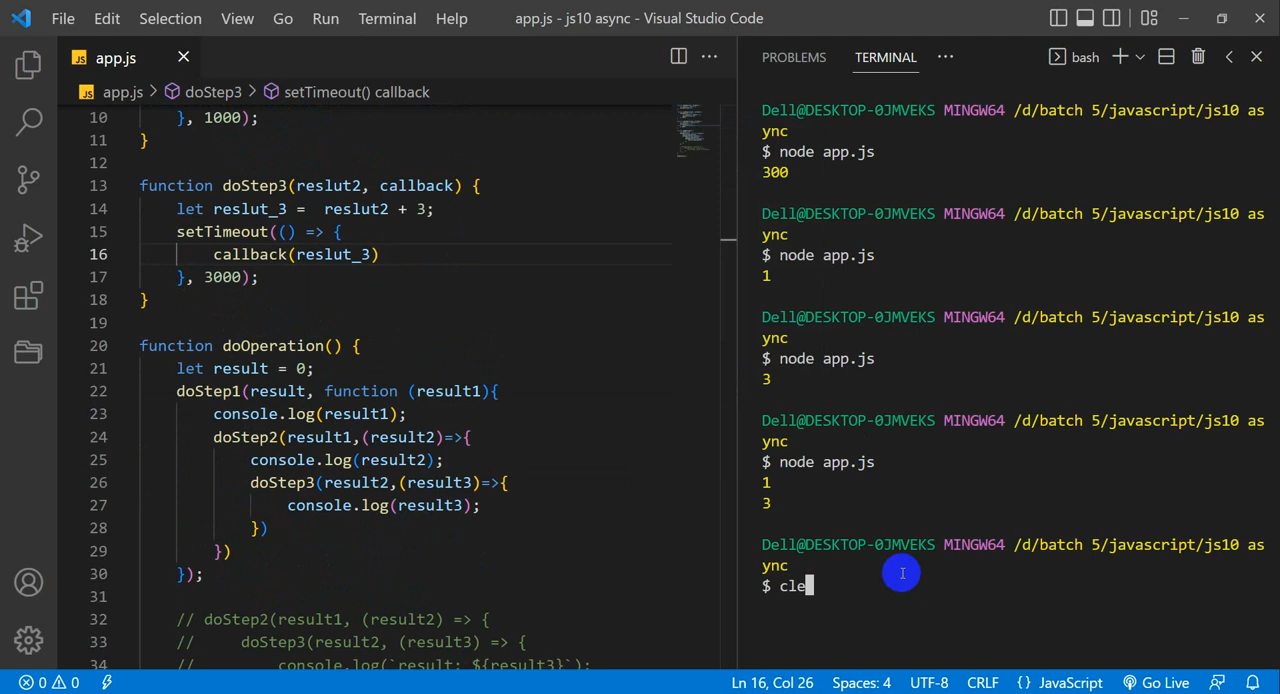 File Edit Selection View Go Run Terminal Help app.js - js10 async - Visual Studio Code
JS app.js
JS app.js > doStep3 > setTimeout() callback
10 }, 1000);
11 }
12
13 function doStep3(reslut2, callback) {
14 let reslut_3 =  reslut2 + 3;
15 setTimeout(() => {
16 callback(reslut_3)
17 }, 3000);
18 }
19
20 function doOperation() {
21 let result = 0;
22 doStep1(result, function (result1){
23 console.log(result1);
24 doStep2(result1,(result2)=>{
25 console.log(result2);
26 doStep3(result2,(result3)=>{
27 console.log(result3);
28 })
29 })
30 });
31
32 // doStep2(result1, (result2) => {
33 //     doStep3(result2, (result3) => {
34 //         console.log(`result: ${result3}`);
PROBLEMS TERMINAL ... bash
Dell@DESKTOP-0JMVEKS MINGW64 /d/batch 5/javascript/js10 as
ync
$ node app.js
300
Dell@DESKTOP-0JMVEKS MINGW64 /d/batch 5/javascript/js10 as
ync
$ node app.js
1
Dell@DESKTOP-0JMVEKS MINGW64 /d/batch 5/javascript/js10 as
ync
$ node app.js
3
Dell@DESKTOP-0JMVEKS MINGW64 /d/batch 5/javascript/js10 as
ync
$ node app.js
1
3
Dell@DESKTOP-0JMVEKS MINGW64 /d/batch 5/javascript/js10 as
ync
$ cle
0 0 Ln 16, Col 26 Spaces: 4 UTF-8 CRLF {} JavaScript Go Live